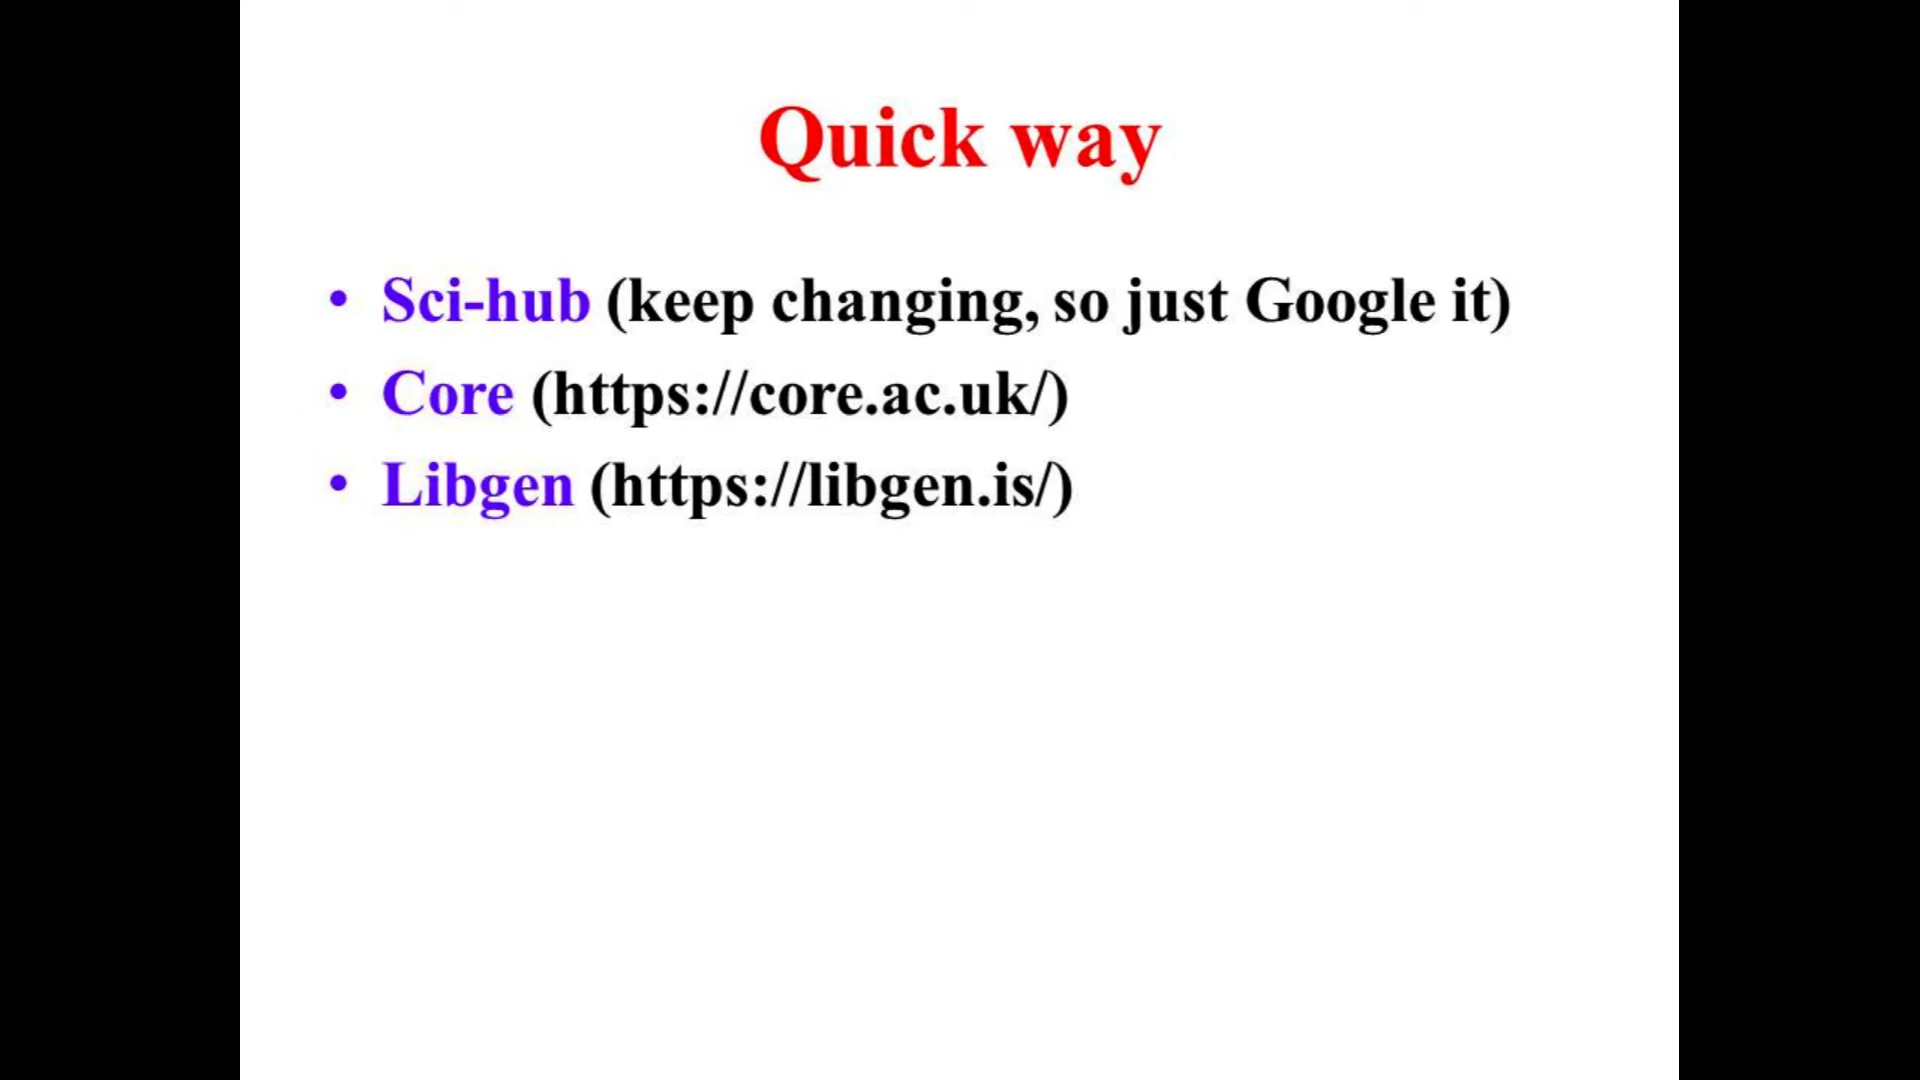 Quick way
• Sci-hub (keep changing, so just Google it)
• Core (https://core.ac.uk/)
• Libgen (https://libgen.is/)